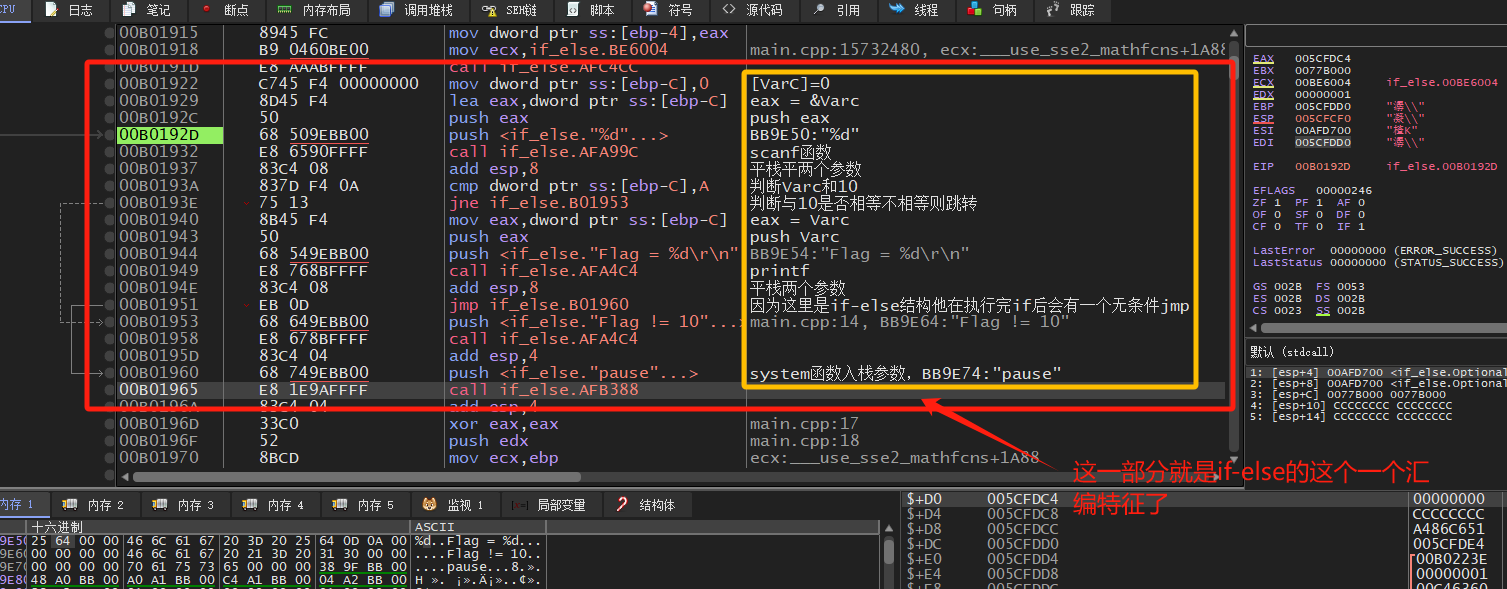 CPU 日志 笔记 断点 内存布局 调用堆栈 SEH链 脚本 符号 源代码 引用 线程 句柄 跟踪
00B01915 8945 FC mov dword ptr ss:[ebp-4],eax
00B01918 B9 0460BE00 mov ecx,if_else.BE6004 main.cpp:15732480, ecx:___use_sse2_mathfcns+1A88
00B0191D E8 AAABFFFF call if_else.AFC4CC
00B01922 C745 F4 00000000 mov dword ptr ss:[ebp-C],0 [VarC]=0
00B01929 8D45 F4 lea eax,dword ptr ss:[ebp-C] eax = &Varc
00B0192C 50 push eax push eax
00B0192D 68 509EBB00 push <if_else."%d"...> BB9E50:"%d"
00B01932 E8 6590FFFF call if_else.AFA99C scanf函数
00B01937 83C4 08 add esp,8 平栈平两个参数
00B0193A 837D F4 0A cmp dword ptr ss:[ebp-C],A 判断Varc和10
00B0193E 75 13 jne if_else.B01953 判断与10是否相等不相等则跳转
00B01940 8B45 F4 mov eax,dword ptr ss:[ebp-C] eax = Varc
00B01943 50 push eax push Varc
00B01944 68 549EBB00 push <if_else."Flag = %d\r\n" BB9E54:"Flag = %d\r\n"
00B01949 E8 768BFFFF call if_else.AFA4C4 printf
00B0194E 83C4 08 add esp,8 平栈两个参数
00B01951 EB 0D jmp if_else.B01960 因为这里是if-else结构他在执行完if后会有一个无条件jmp
00B01953 68 649EBB00 push <if_else."Flag != 10"...> main.cpp:14, BB9E64:"Flag != 10"
00B01958 E8 678BFFFF call if_else.AFA4C4
00B0195D 83C4 04 add esp,4
00B01960 68 749EBB00 push <if_else."pause"...> system函数入栈参数，BB9E74:"pause"
00B01965 E8 1E9AFFFF call if_else.AFB388
00B0196A 83C4 04 add esp,4
00B0196D 33C0 xor eax,eax main.cpp:17
00B0196F 52 push edx main.cpp:18
00B01970 8BCD mov ecx,ebp ecx:___use_sse2_mathfcns+1A88
这一部分就是if-else的这个一个汇
编特征了
EAX 005CFDC4
EBX 0077B000
ECX 00BE6004 if_else.00BE6004
EDX 00000001
EBP 005CFDD0
ESP 005CFCF0
ESI 00AFD700
EDI 005CFDD0
EIP 00B0192D if_else.00B0192D
EFLAGS 00000246
ZF 1 PF 1 AF 0
OF 0 SF 0 DF 0
CF 0 TF 0 IF 1
LastError 00000000 (ERROR_SUCCESS)
LastStatus 00000000 (STATUS_SUCCESS)
GS 002B FS 0053
ES 002B DS 002B
CS 0023 SS 002B
默认 (stdcall)
1: [esp+4] 00AFD700 <if_else.Optional
2: [esp+8] 00AFD700 <if_else.Optional
3: [esp+C] 0077B000 0077B000
4: [esp+10] CCCCCCCC CCCCCCCC
5: [esp+14] CCCCCCCC CCCCCCCC
内存 1 内存 2 内存 3 内存 4 内存 5 监视 1 局部变量 结构体
十六进制 ASCII
9E50 25 64 00 00 46 6C 61 67 20 3D 20 25 64 0D 0A 00 %d..Flag = %d...
9E60 00 00 00 00 46 6C 61 67 20 21 3D 20 31 30 00 00 ....Flag != 10..
9E70 00 00 00 00 70 61 75 73 65 00 00 00 38 9F BB 00 ....pause...8.».
9E80 48 A0 BB 00 A0 A1 BB 00 C4 A1 BB 00 04 A2 BB 00 H ». ¡».Ä¡»..¢».
$+D0 005CFDC4 00000000
$+D4 005CFDC8 CCCCCCCC
$+D8 005CFDCC A486C651
$+DC 005CFDD0 005CFDE4
$+E0 005CFDD4 00B0223E
$+E4 005CFDD8 00000001
$+E8 005CFDDC 00C46360